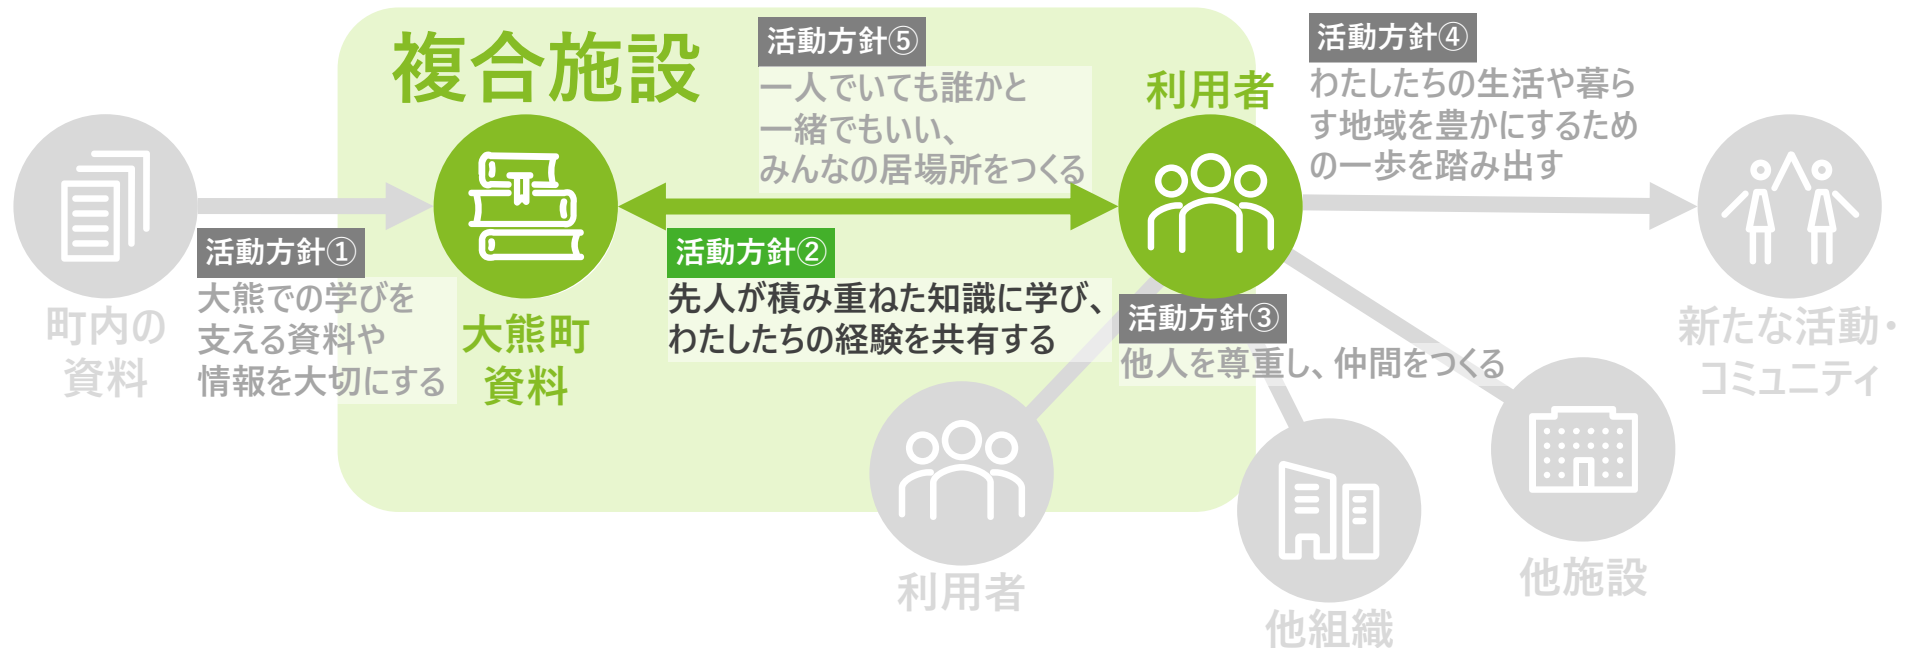 複合施設
活動方針⑤
一人でいても誰かと
一緒でもいい、
みんなの居場所をつくる
利用者
活動方針④
わたしたちの生活や暮ら
す地域を豊かにするため
の一歩を踏み出す
町内の
資料
活動方針①
大熊での学びを
支える資料や
情報を大切にする
大熊町
資料
活動方針②
先人が積み重ねた知識に学び、
わたしたちの経験を共有する
活動方針③
他人を尊重し、仲間をつくる
新たな活動・
コミュニティ
利用者
他組織
他施設